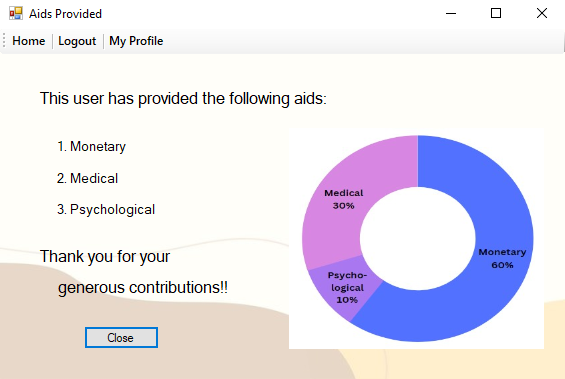 Aids Provided
Home Logout My Profile
This user has provided the following aids:
1. Monetary
2. Medical
3. Psychological
Thank you for your
generous contributions!!
Close
Medical
30%
Monetary
60%
Psycho-
logical
10%